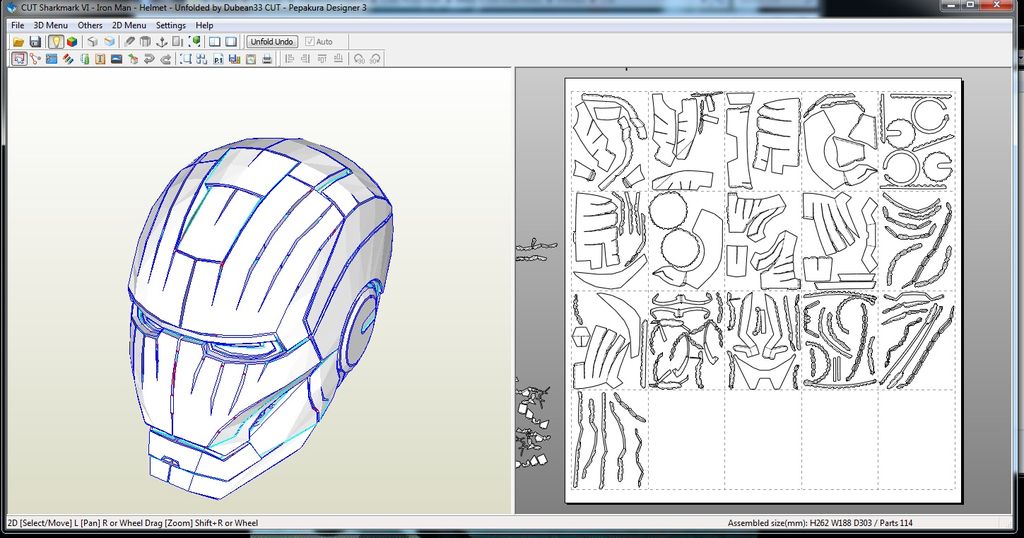 CUT Sharkmark VI - Iron Man - Helmet - Unfolded by Dubean33 CUT - Pepakura Designer 3
File 3D Menu Others 2D Menu Settings Help
Unfold Undo Auto
2D [Select/Move] L [Pan] R or Wheel Drag [Zoom] Shift+R or Wheel Assembled size(mm): H262 W188 D303 / Parts 114